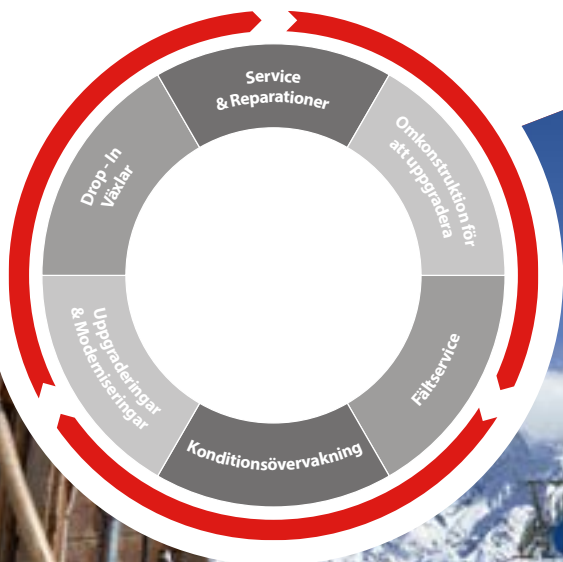 Service
& Reparationer
Omkonstruktion för
att uppgradera
Fältservice
Konditionsövervakning
Uppgraderingar
& Moderniseringar
Drop - In
Växlar